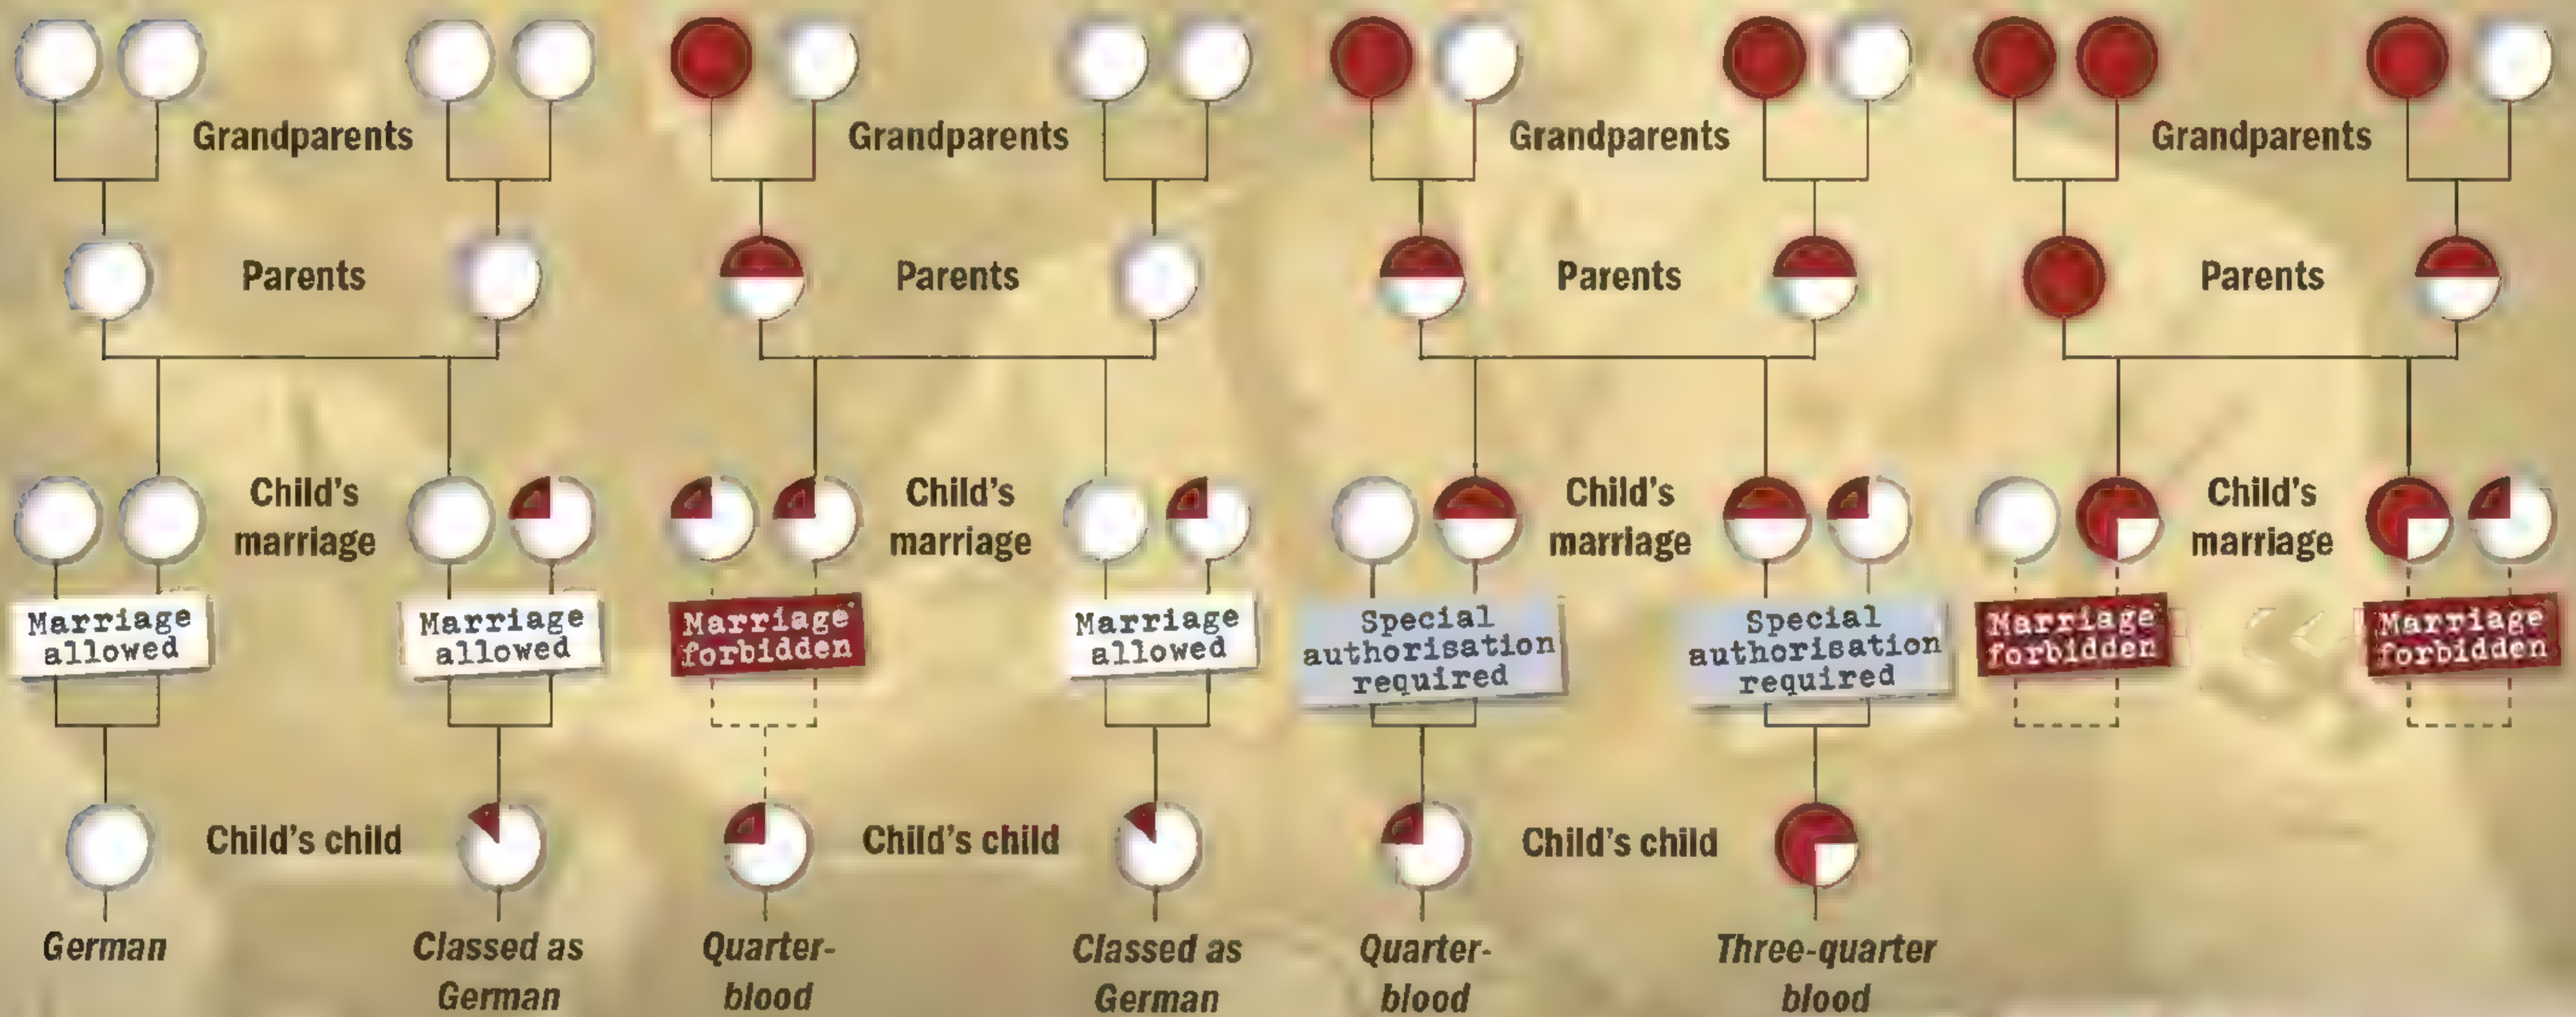 Grandparents
Grandparents
Grandparents
Grandparents
Parents
Parents
Parents
Parents
Child's
marriage
Child's
marriage
Child's
marriage
Child's
marriage
Marriage
allowed
Marriage
allowed
Marriage
forbidden
Marriage
allowed
Special
authorisation
required
Special
authorisation
required
Marriage
forbidden
Marriage
forbidden
Child's child
Child's child
Child's child
German
Classed as
German
Quarter-
blood
Classed as
German
Quarter-
blood
Three-quarter
blood